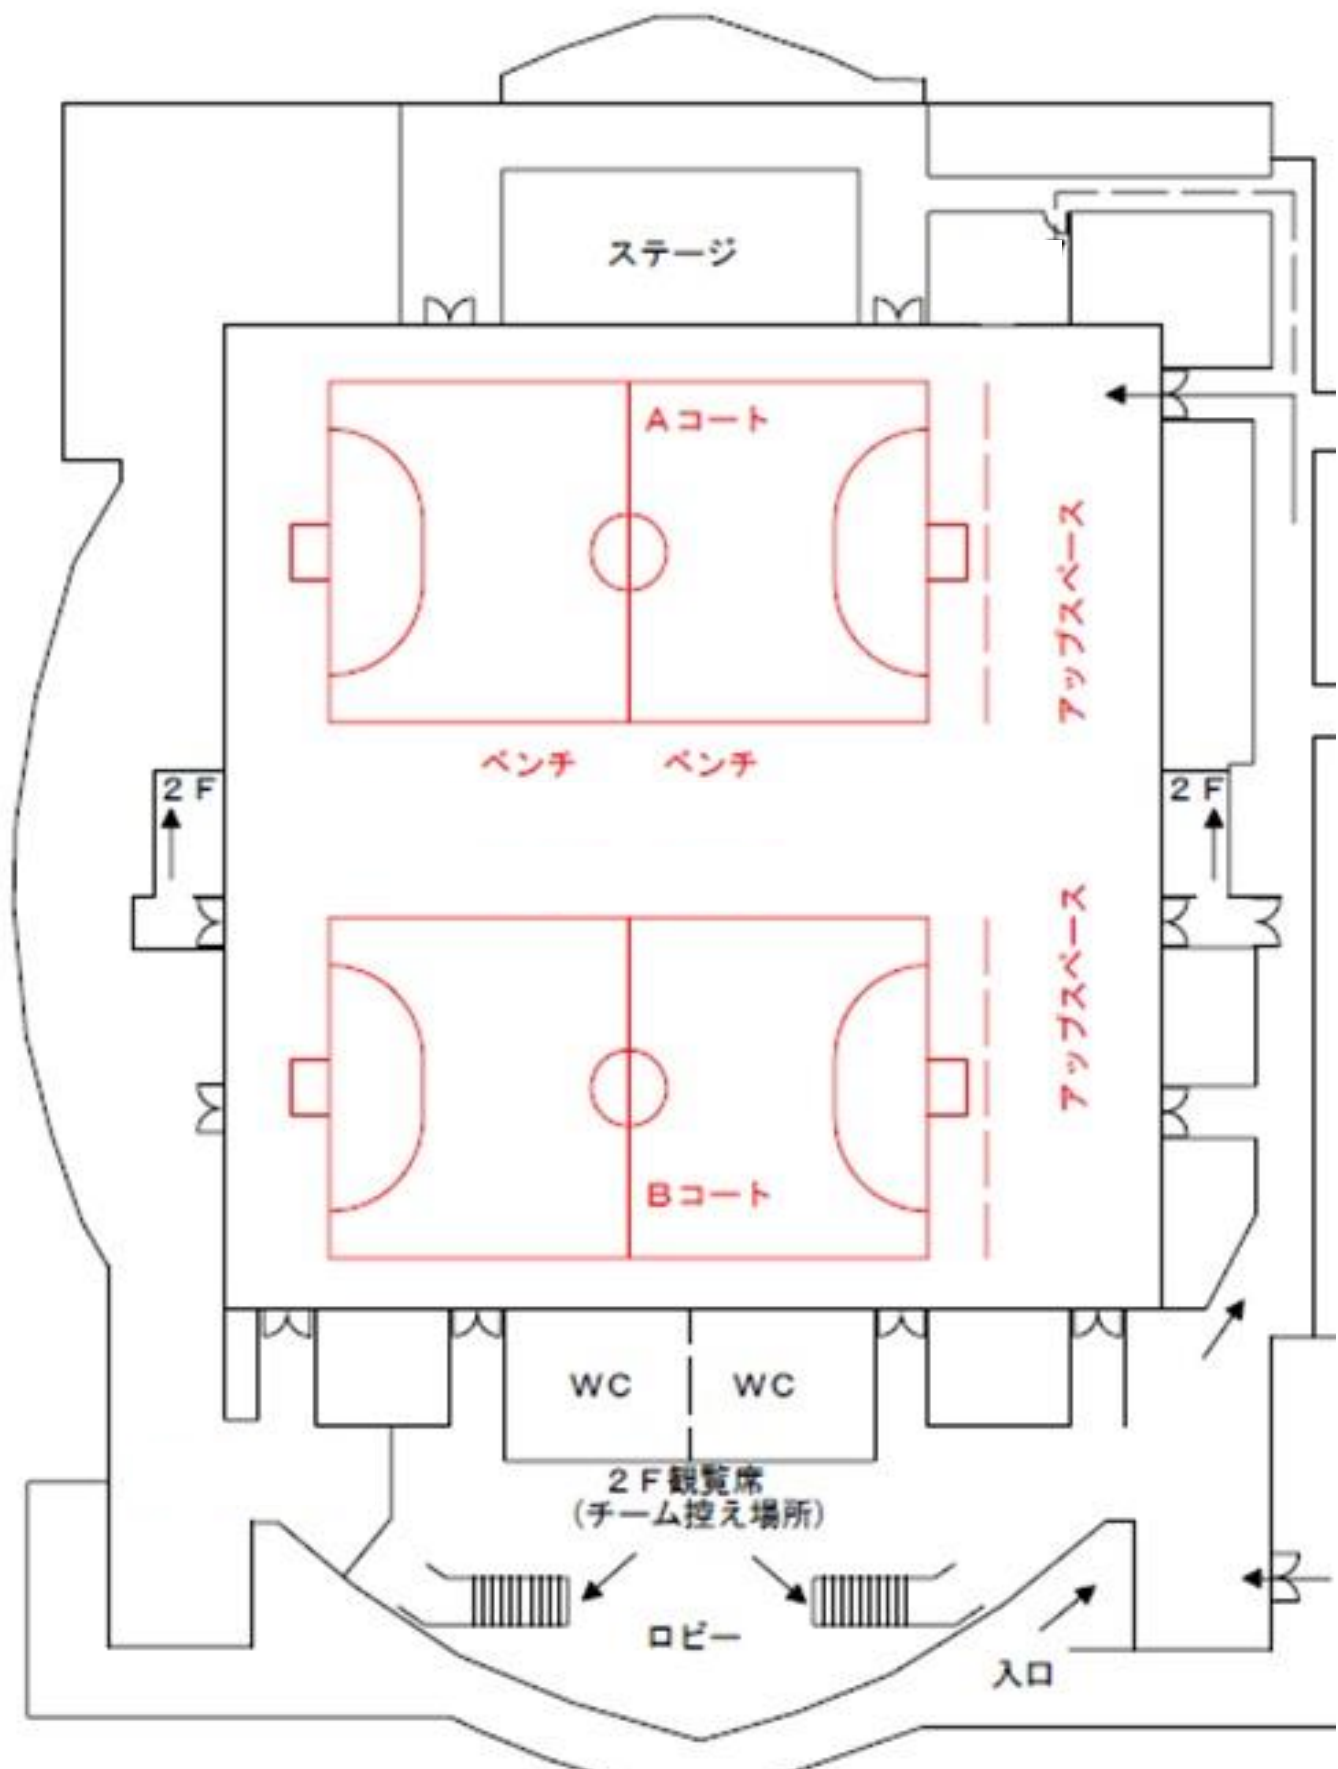 ステージ
Aコート
アップスペース
ベンチ ベンチ
２Ｆ
２Ｆ
アップスペース
Bコート
ＷＣ ＷＣ
２Ｆ観覧席
(チーム控え場所)
ロビー
入口